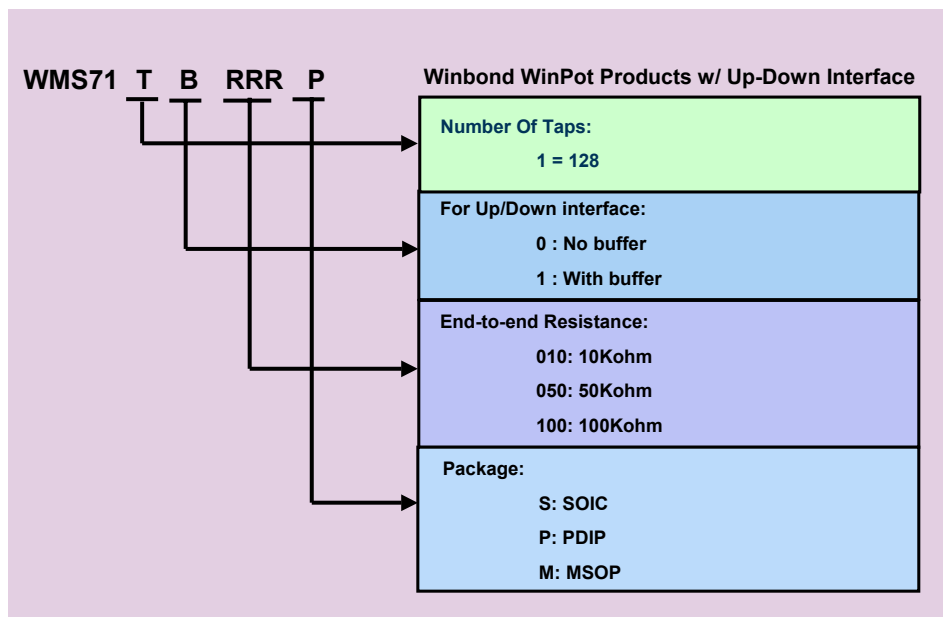 WMS71 T B RRR P
Winbond WinPot Products w/ Up-Down Interface
Number Of Taps:
1 = 128
For Up/Down interface:
0 : No buffer
1 : With buffer
End-to-end Resistance:
010: 10Kohm
050: 50Kohm
100: 100Kohm
Package:
S: SOIC
P: PDIP
M: MSOP